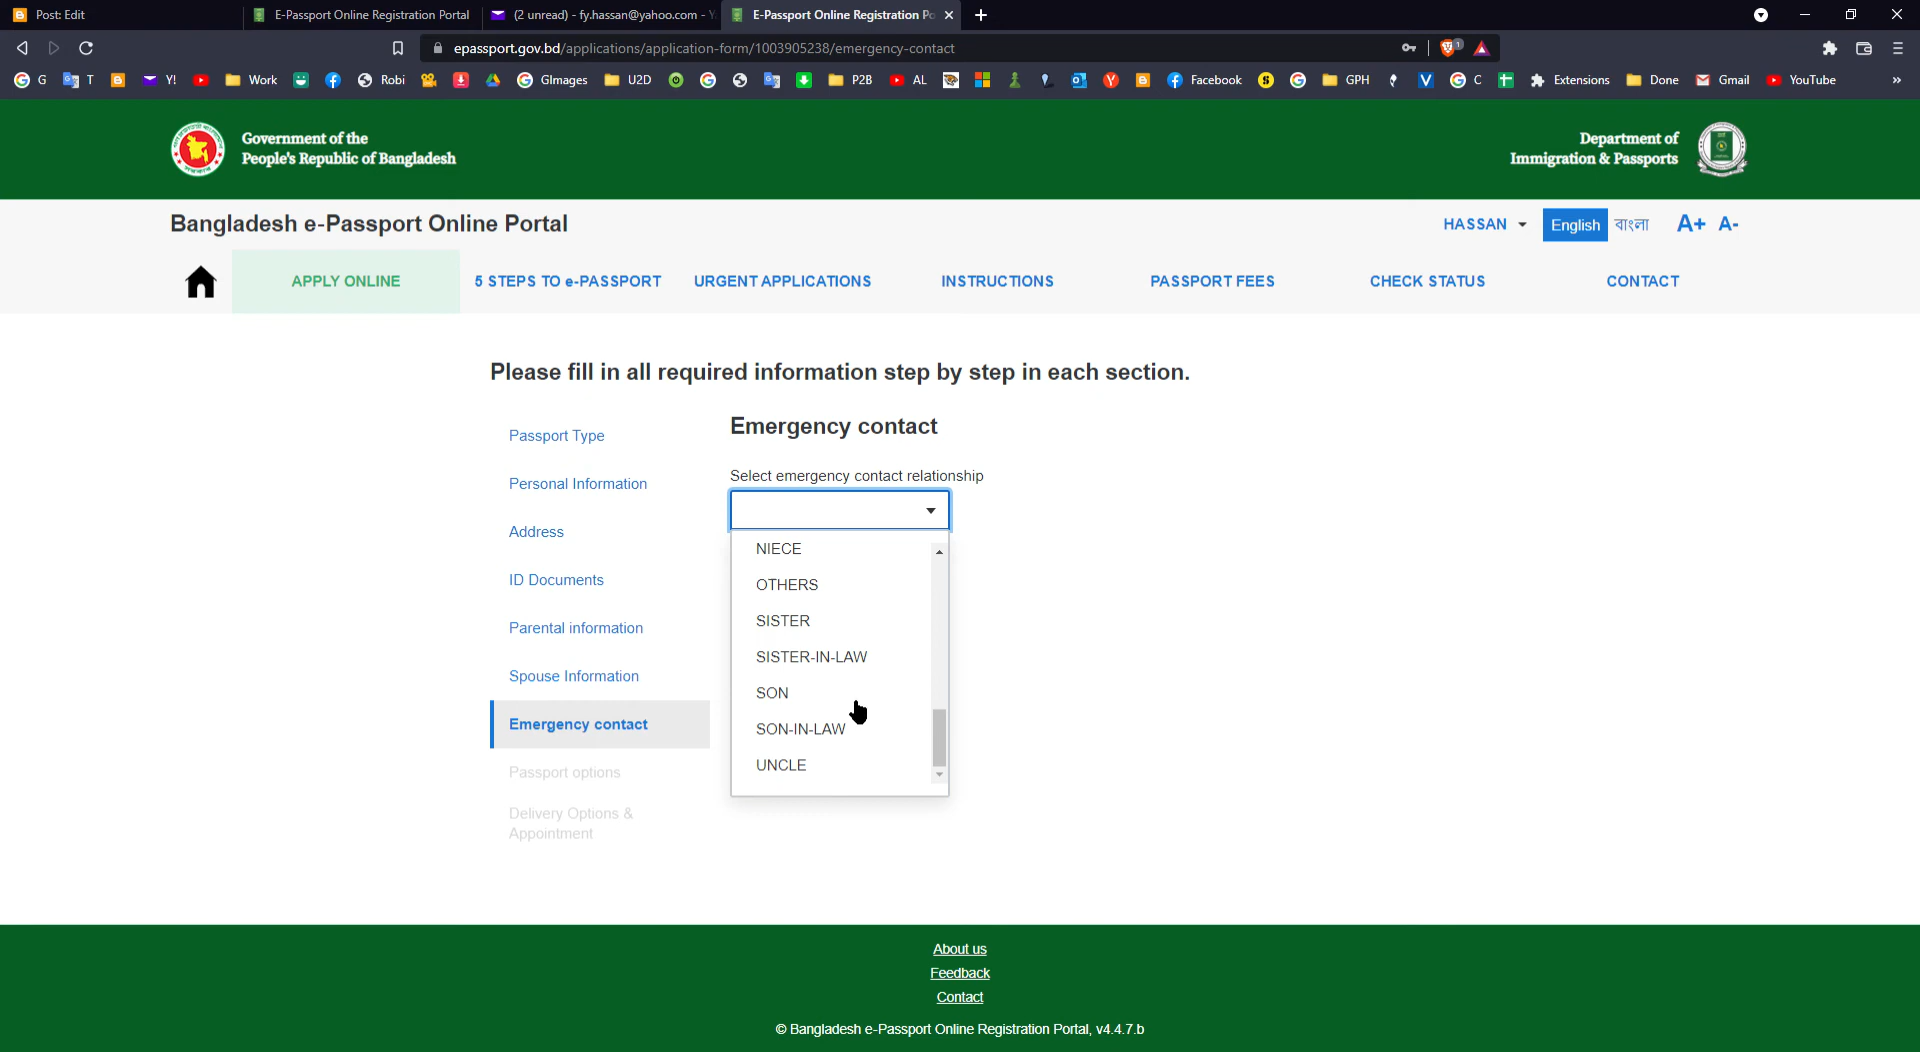 Post: Edit
E-Passport Online Registration Portal
(2 unread) - fy.hassan@yahoo.com - Y
E-Passport Online Registration Po
epassport.gov.bd/applications/application-form/1003905238/emergency-contact
G
T
Y!
Work
Robi
GImages
U2D
P2B
AL
Facebook
GPH
C
Extensions
Done
Gmail
YouTube
Government of the
People's Republic of Bangladesh
Department of
Immigration & Passports
Bangladesh e-Passport Online Portal
HASSAN
English
বাংলা
A+ A-
APPLY ONLINE
5 STEPS TO e-PASSPORT
URGENT APPLICATIONS
INSTRUCTIONS
PASSPORT FEES
CHECK STATUS
CONTACT
Please fill in all required information step by step in each section.
Passport Type
Personal Information
Address
ID Documents
Parental information
Spouse Information
Emergency contact
Passport options
Delivery Options &
Appointment
Emergency contact
Select emergency contact relationship
NIECE
OTHERS
SISTER
SISTER-IN-LAW
SON
SON-IN-LAW
UNCLE
About us
Feedback
Contact
© Bangladesh e-Passport Online Registration Portal, v4.4.7.b